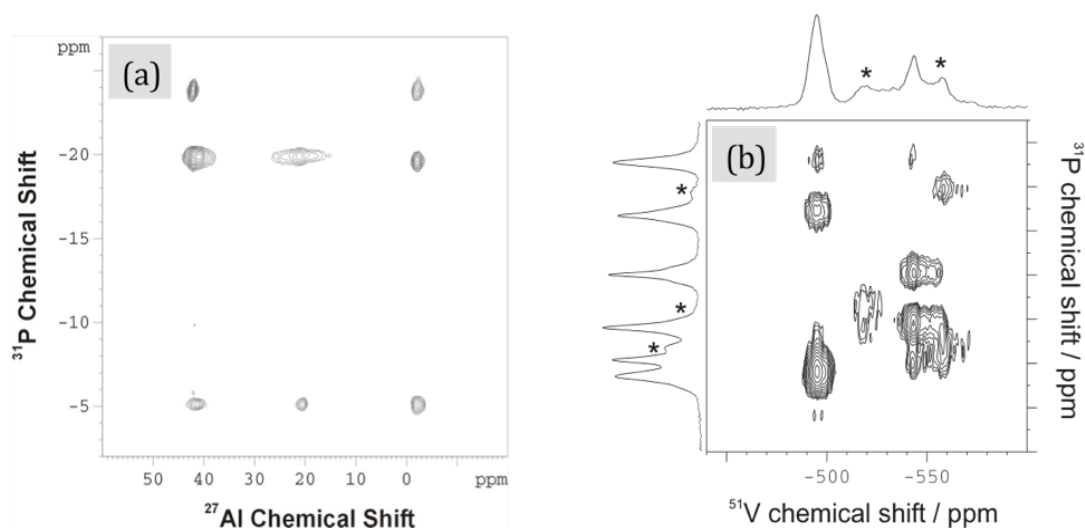 ppm
(a)
-20
-15
-10
-5
³¹P Chemical Shift
50 40 30 20 10 0 ppm
²⁷Al Chemical Shift
* *
(b)
*
*
*
³¹P chemical shift / ppm
-500 -550
⁵¹V chemical shift / ppm